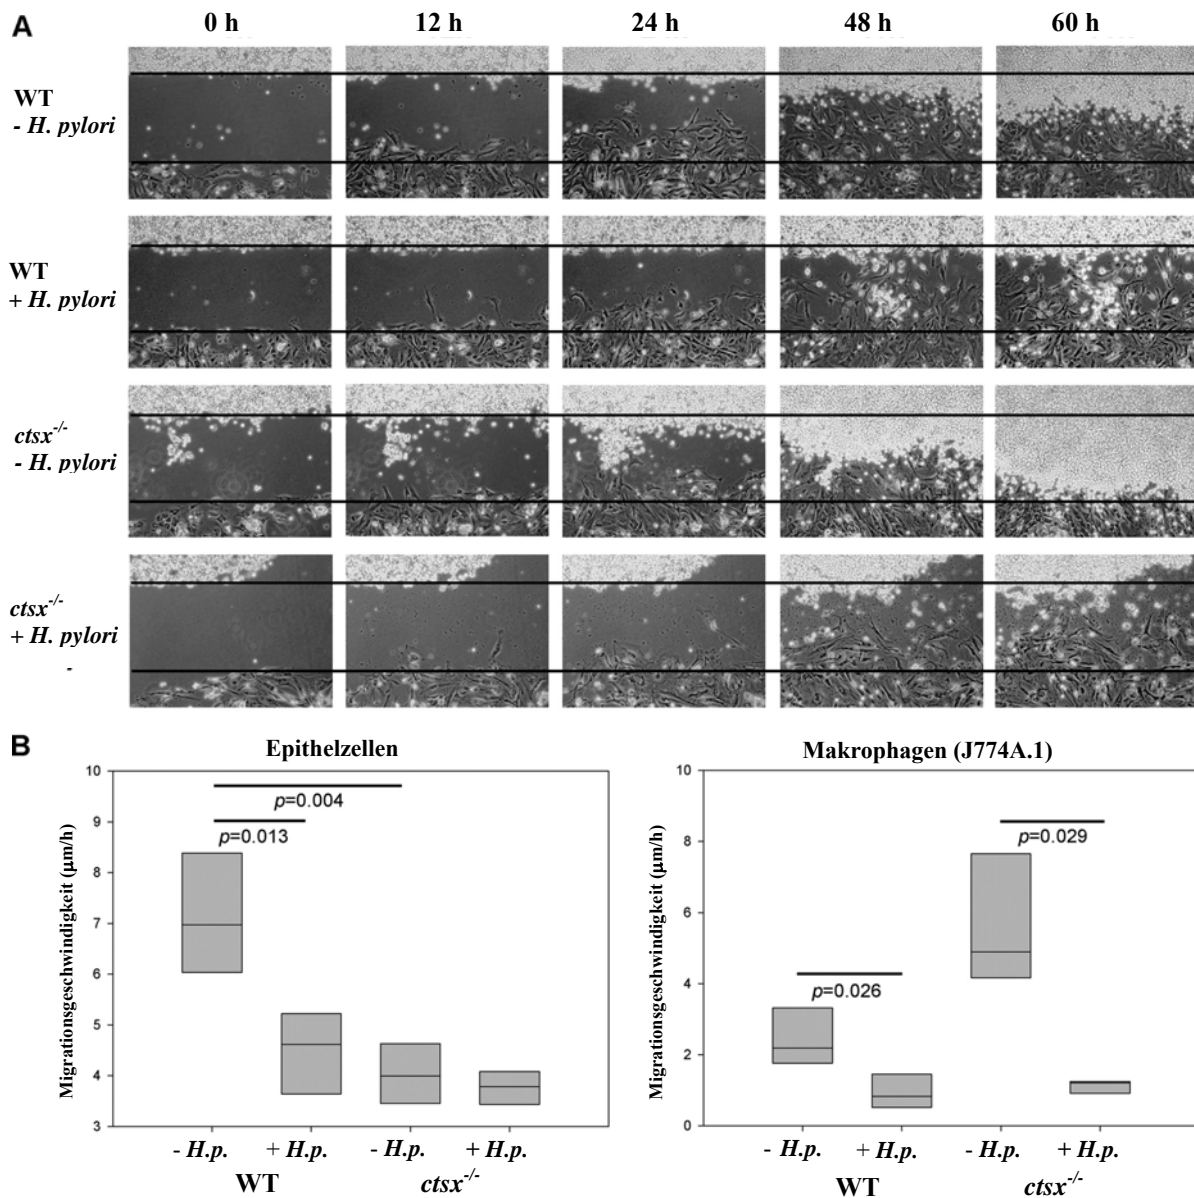 A
0 h 12 h 24 h 48 h 60 h
WT
- H. pylori
WT
+ H. pylori
ctsx-/-
- H. pylori
ctsx-/-
+ H. pylori
-
B
Epithelzellen
Migrationsgeschwindigkeit (µm/h)
10
9
8
7
6
5
4
3
p=0.004
p=0.013
- H.p. + H.p. - H.p. + H.p.
WT ctsx-/-
Makrophagen (J774A.1)
Migrationsgeschwindigkeit (µm/h)
10
8
6
4
2
0
p=0.029
p=0.026
- H.p. + H.p. - H.p. + H.p.
WT ctsx-/-